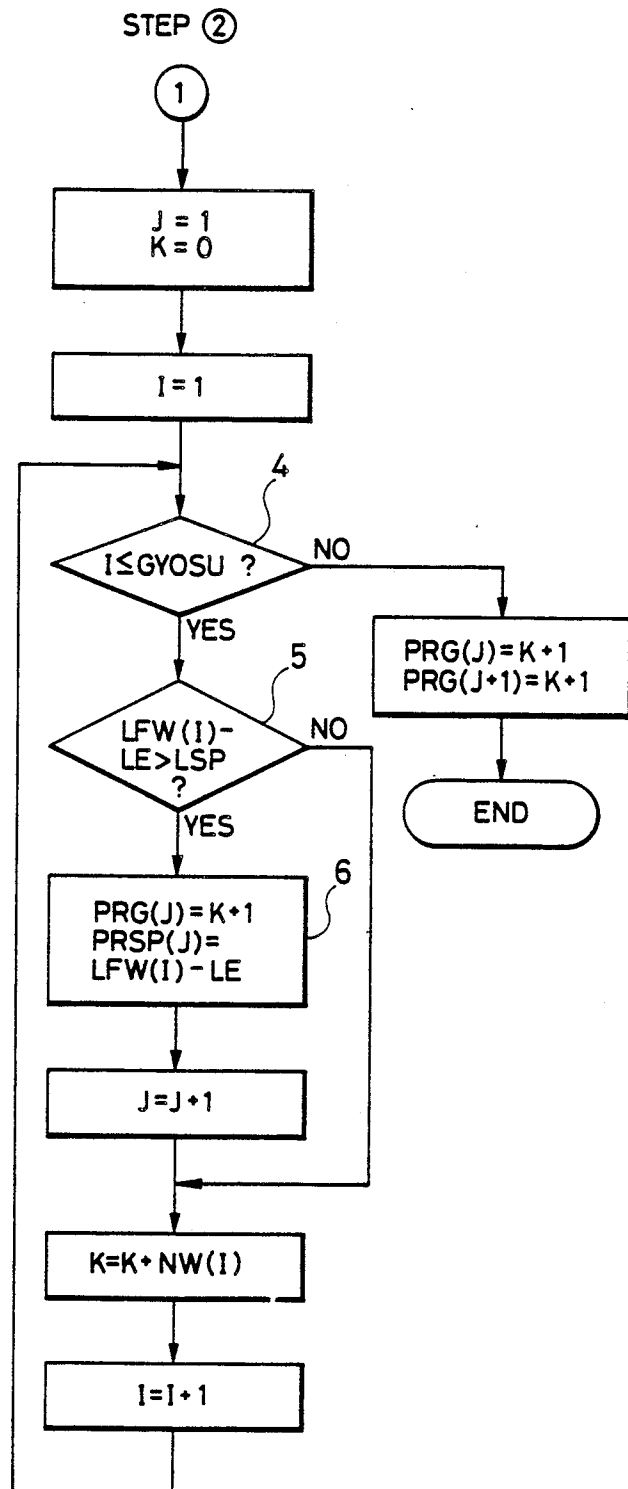 STEP ②
1
J = 1
K = 0
I = 1
4
I≤GYOSU ?
NO
YES
PRG(J)=K+1
PRG(J+1)=K+1
END
5
LFW(I)-
LE>LSP
?
NO
YES
6
PRG(J)=K+1
PRSP(J)=
LFW(I)-LE
J=J+1
K=K+NW(I)
I=I+1